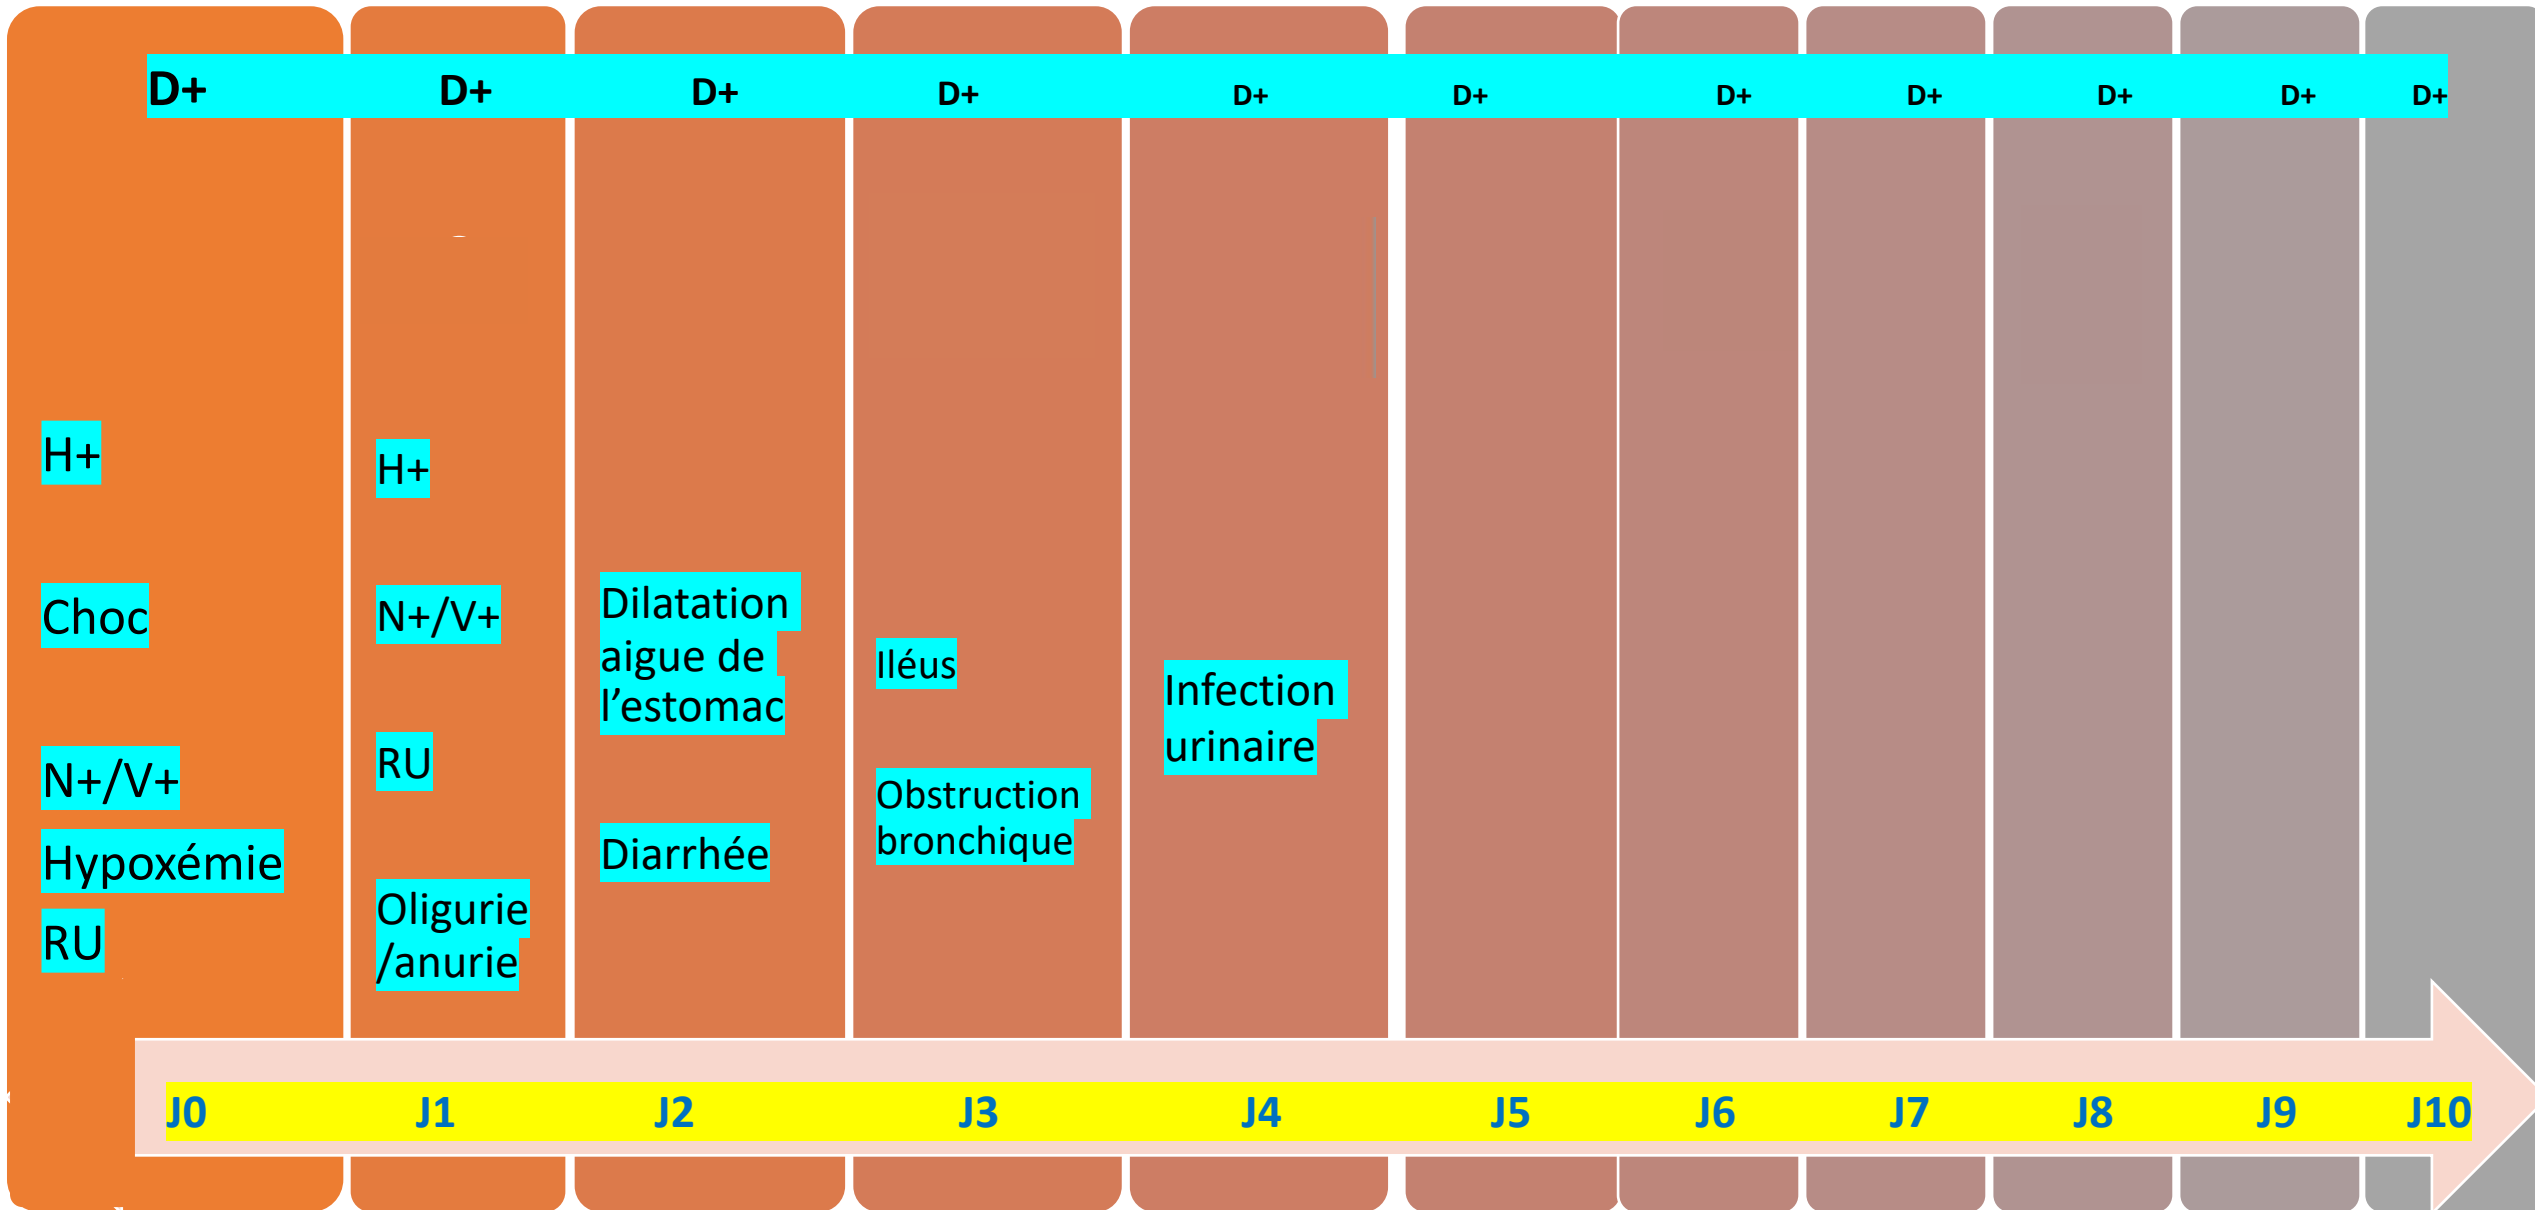 D+ D+ D+ D+ D+ D+ D+ D+ D+ D+ D+
H+
Choc
N+/V+
Hypoxémie
RU
H+
N+/V+
RU
Oligurie
/anurie
Dilatation
aigue de
l’estomac
Diarrhée
Iléus
Obstruction
bronchique
Infection
urinaire
J0 J1 J2 J3 J4 J5 J6 J7 J8 J9 J10